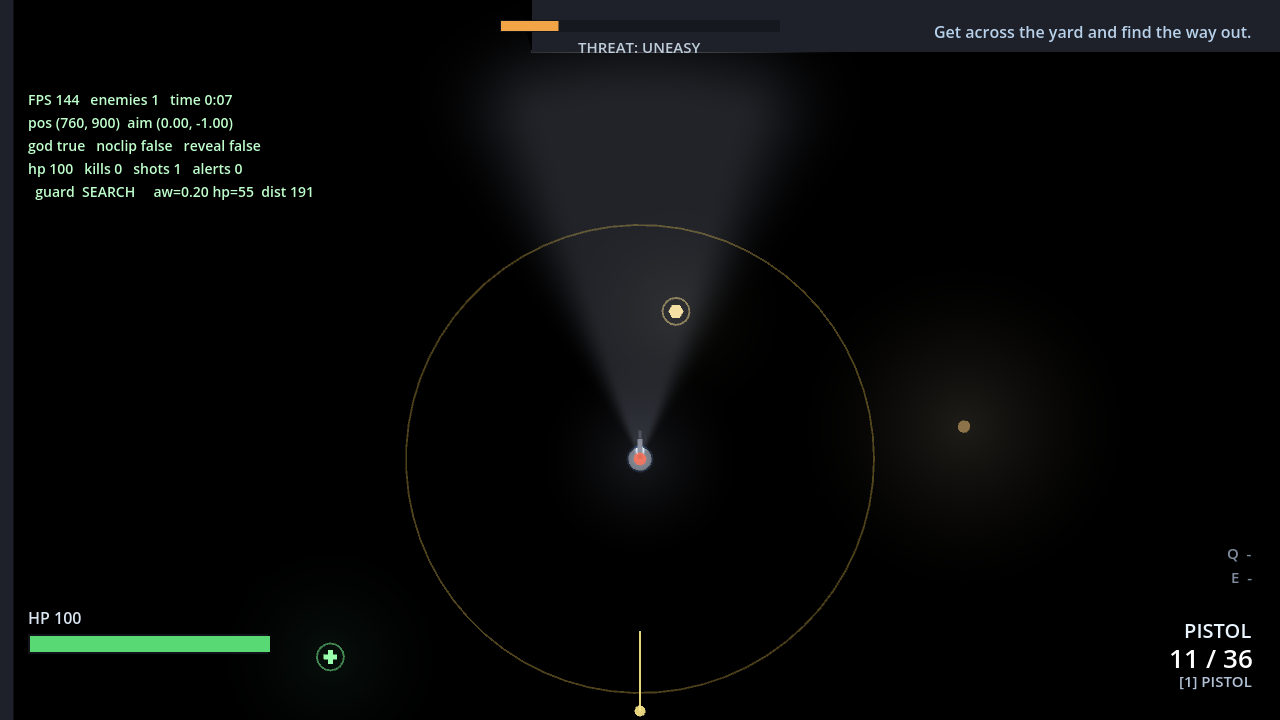 THREAT: UNEASY
Get across the yard and find the way out.
FPS 144   enemies 1   time 0:07
pos (760, 900)  aim (0.00, -1.00)
god true   noclip false   reveal false
hp 100   kills 0   shots 1   alerts 0
guard  SEARCH     aw=0.20 hp=55  dist 191
Q  -
E  -
HP 100
PISTOL
11 / 36
[1] PISTOL